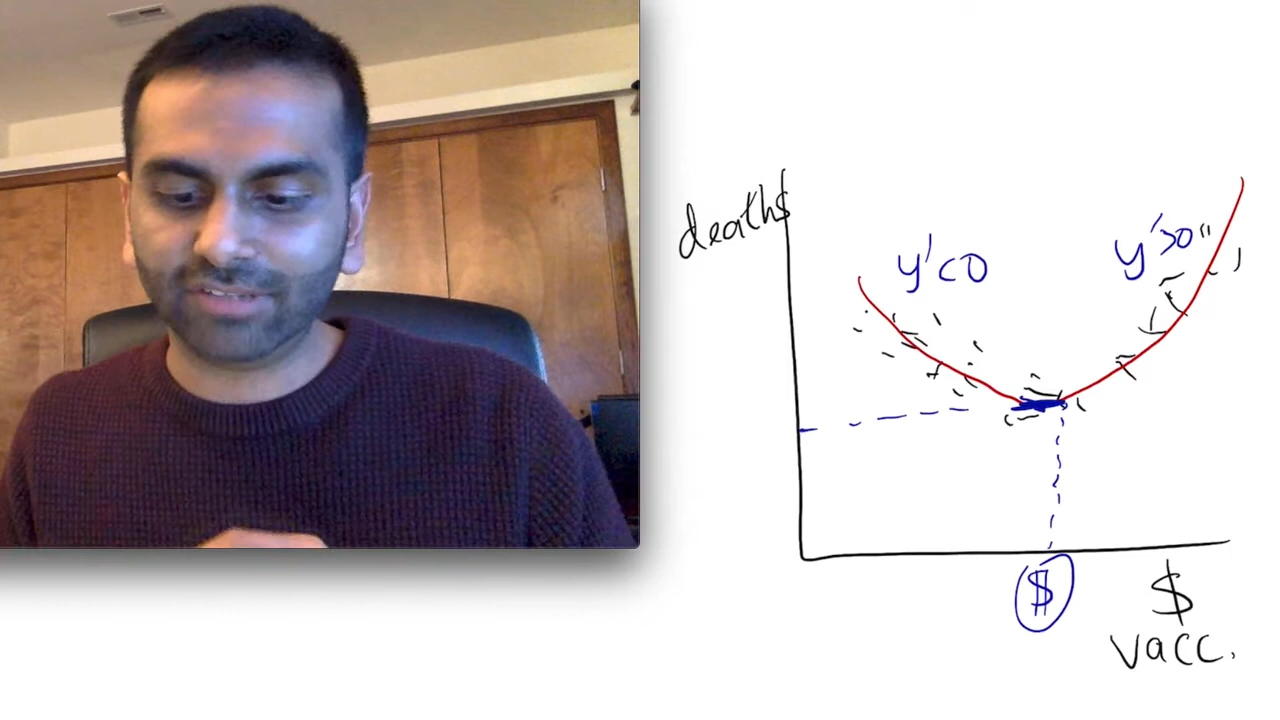 deaths
y'<0
y'>0
$
$
vacc.